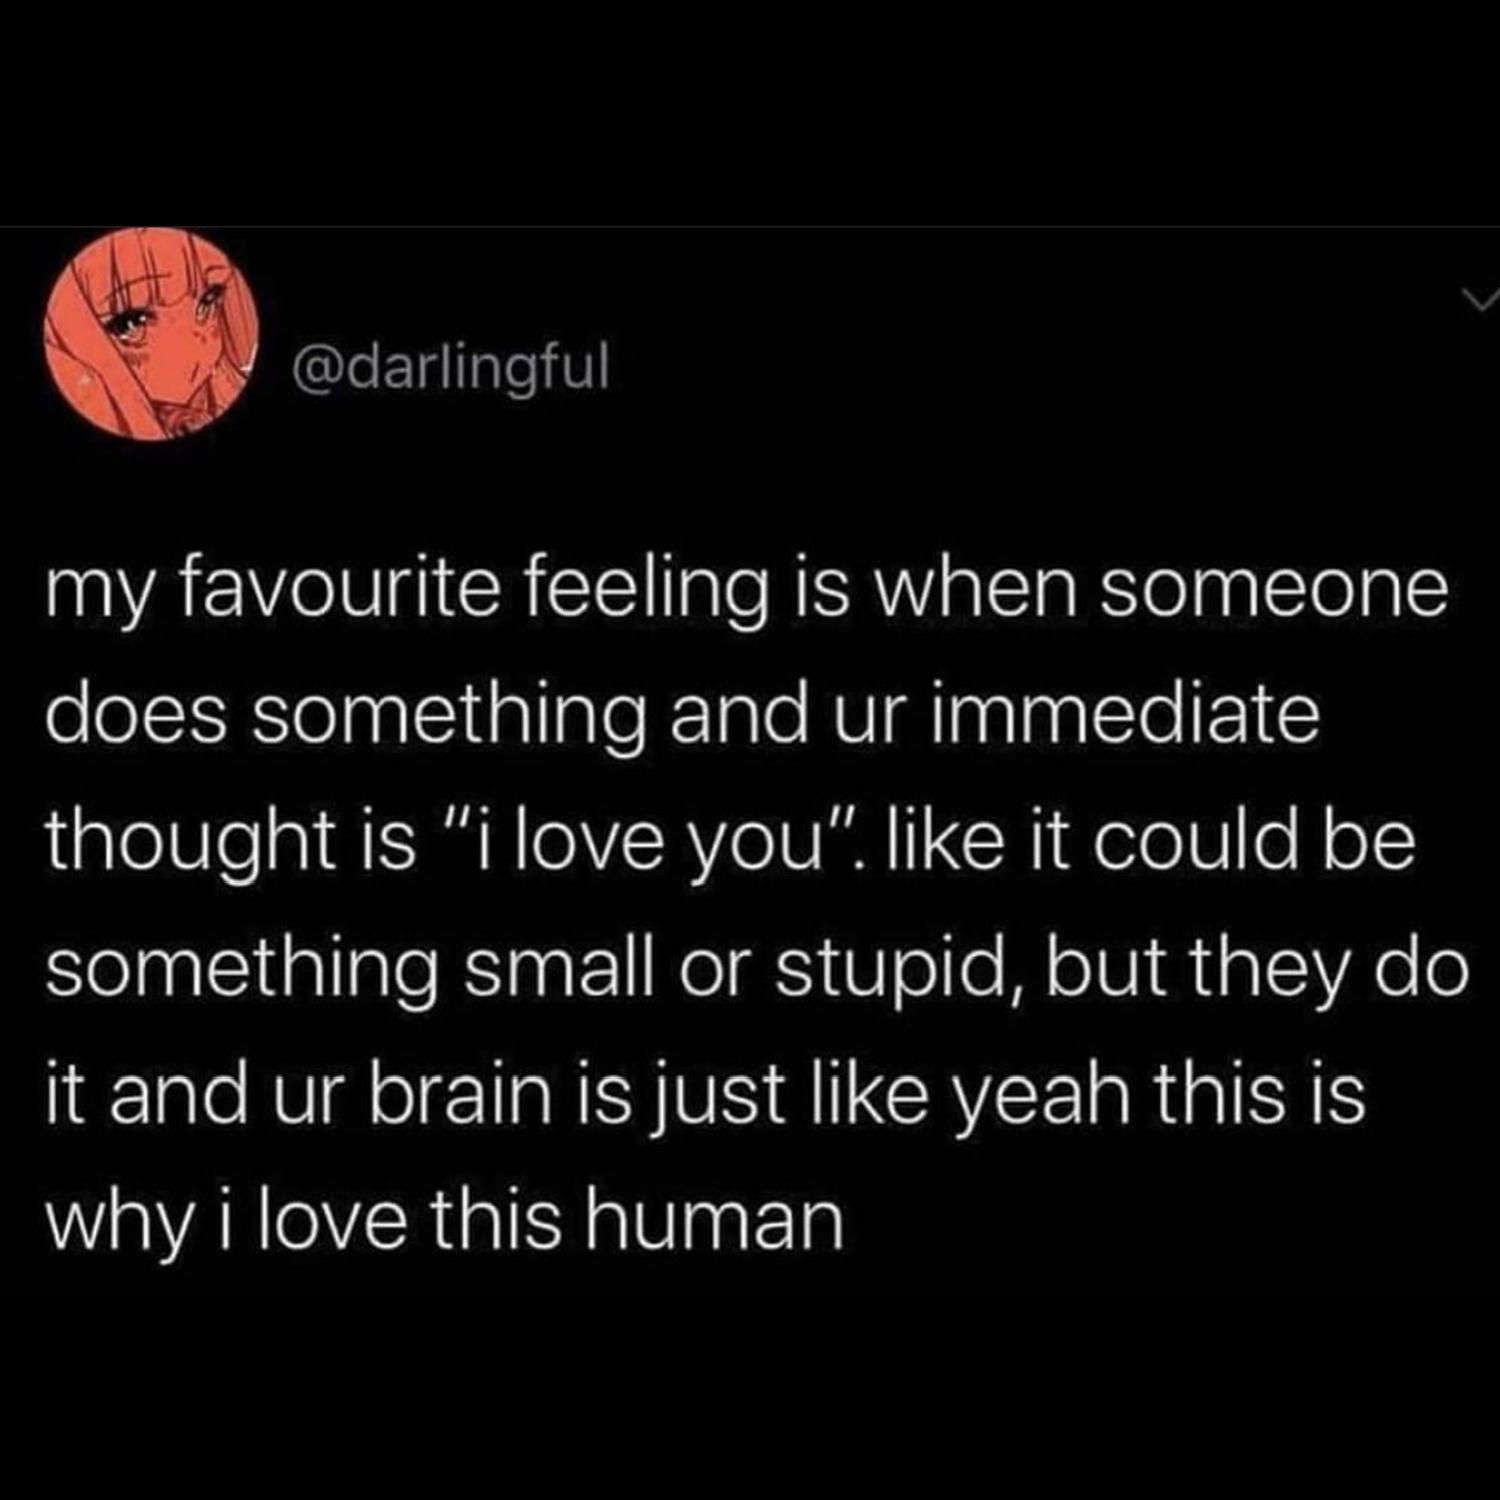 @darlingful
my favourite feeling is when someone
does something and ur immediate
thought is “i love you”. like it could be
something small or stupid, but they do
it and ur brain is just like yeah this is
why i love this human